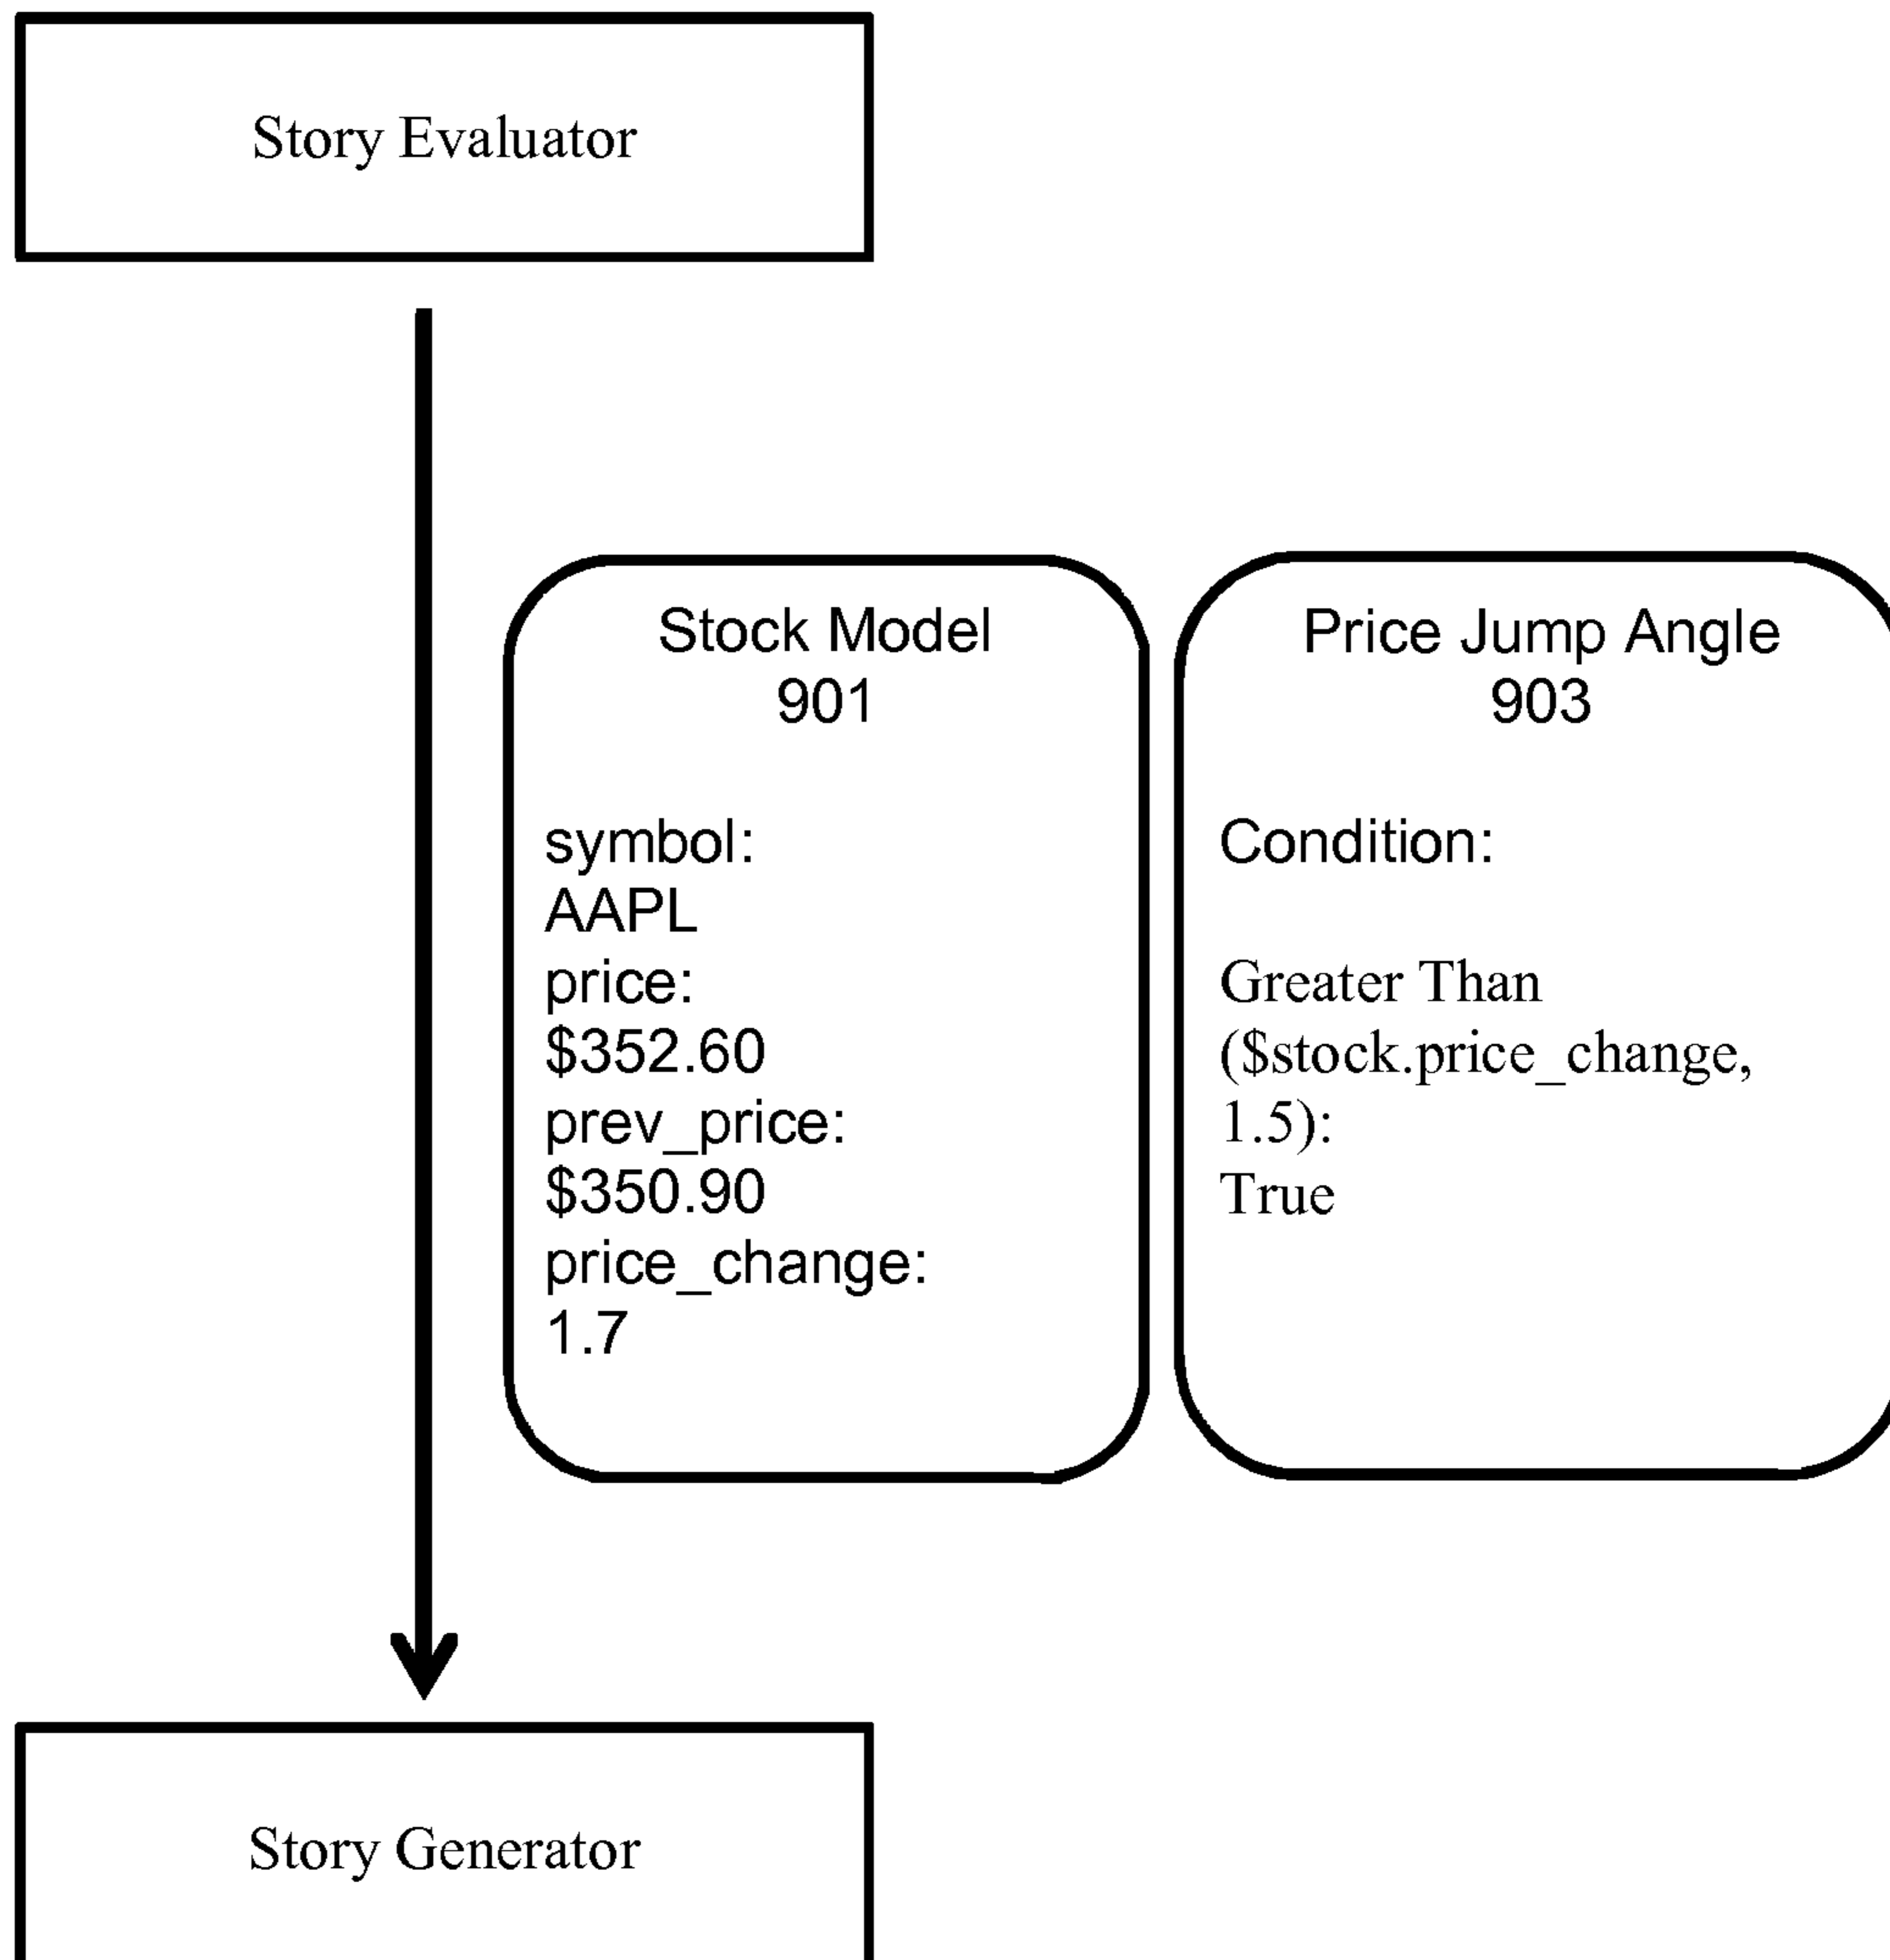 Story Evaluator
Stock Model
901
symbol:
AAPL
price:
$352.60
prev_price:
$350.90
price_change:
1.7
Price Jump Angle
903
Condition:
Greater Than
($stock.price_change,
1.5):
True
Story Generator